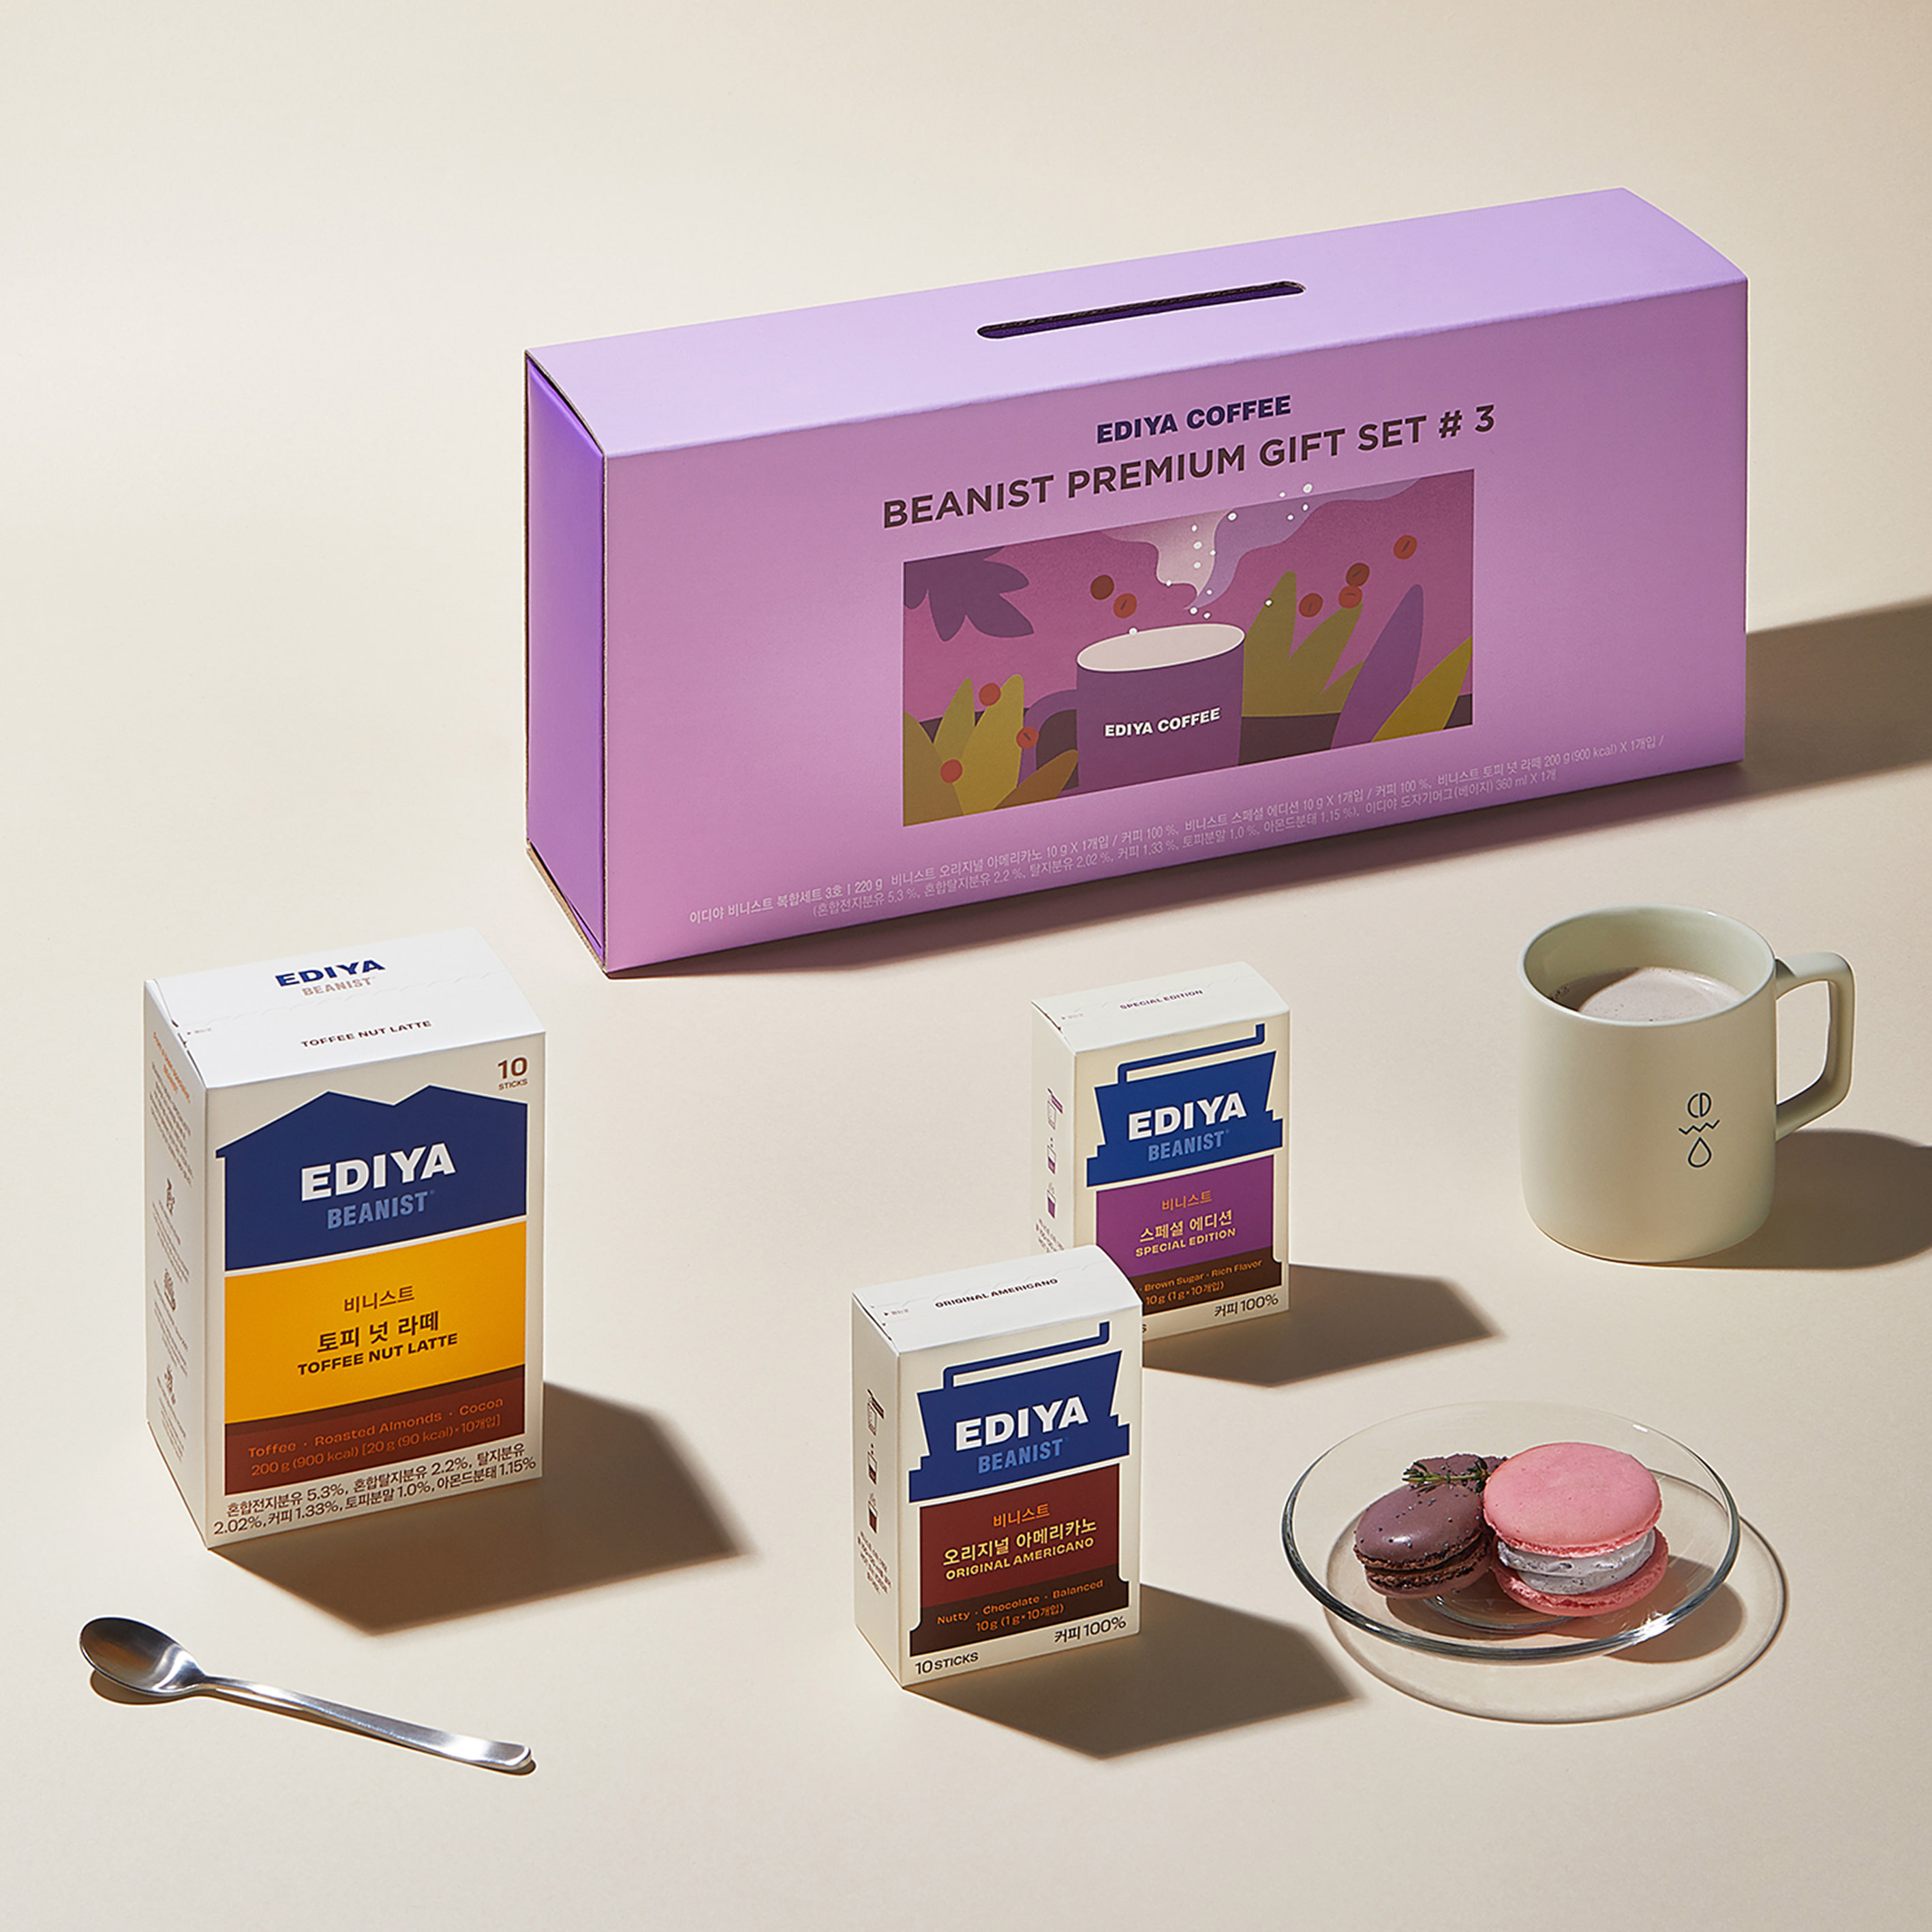 EDIYA COFFEE
BEANIST PREMIUM GIFT SET # 3
EDIYA COFFEE
이디야 비니스트 복합세트 3호 | 220 g 비니스트 오리지널 아메리카노 10 g X 1개입 / 커피 100 %, 비니스트 스페셜 에디션 10 g X 1개입 / 커피 100 %, 비니스트 토피 넛 라떼 200 g (900 kcal) X 1개입 /
(혼합전지분유 5.3 %, 혼합탈지분유 2.2 %, 탈지분유 2.02 %, 커피 1.33 %, 토피분말 1.0 %, 아몬드분태 1.15 %), 이디야 도자기머그(베이지) 360 ml X 1개
EDIYA
BEANIST
TOFFEE NUT LATTE
10
STICKS
EDIYA
BEANIST
비니스트
토피 넛 라떼
TOFFEE NUT LATTE
Toffee · Roasted Almonds · Cocoa
200 g (900 kcal) [20 g (90 kcal)×10개입]
혼합전지분유 5.3%, 혼합탈지분유 2.2%, 탈지분유
2.02%, 커피 1.33%, 토피분말 1.0%, 아몬드분태 1.15%
SPECIAL EDITION
EDIYA
BEANIST
비니스트
스페셜 에디션
SPECIAL EDITION
· Brown Sugar · Rich Flavor
10g (1g×10개입)
커피 100%
ORIGINAL AMERICANO
EDIYA
BEANIST
비니스트
오리지널 아메리카노
ORIGINAL AMERICANO
Nutty · Chocolate · Balanced
10g (1g×10개입)
커피 100%
10 STICKS